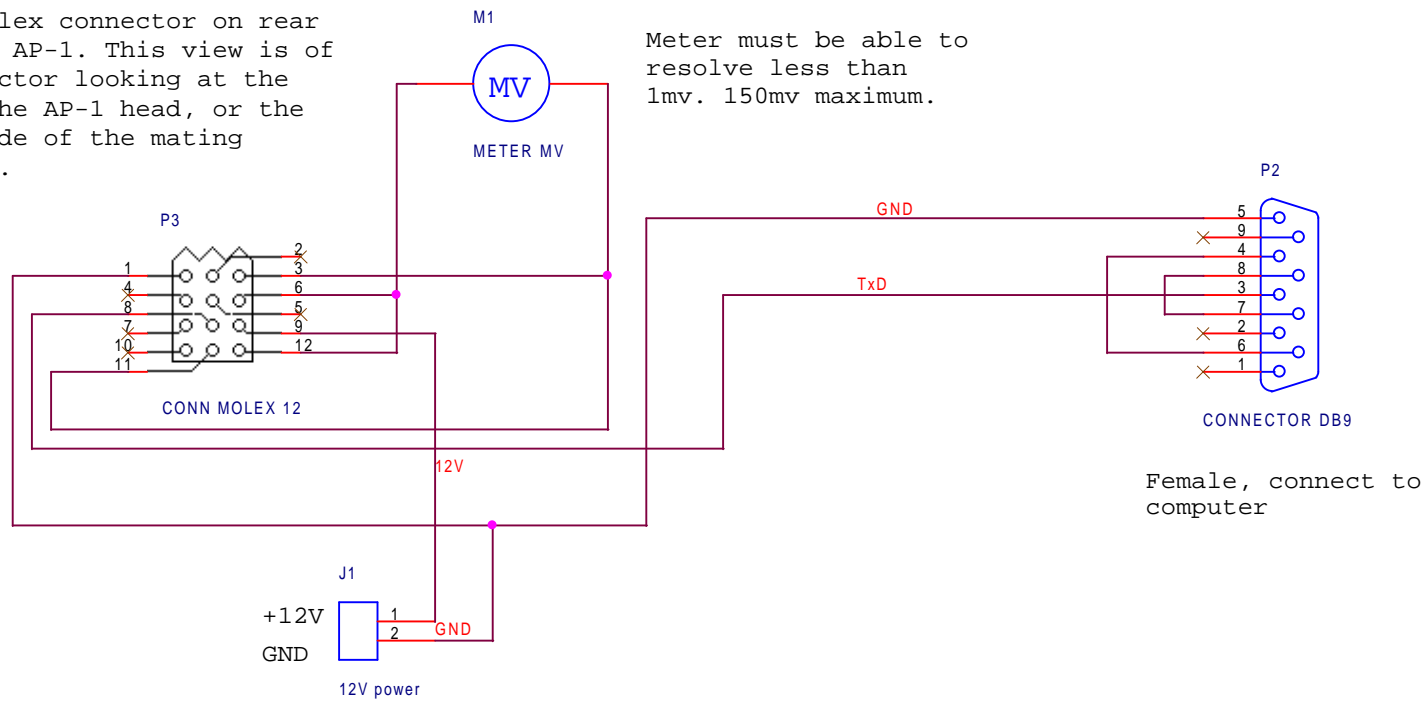 lex connector on rear
AP-1. This view is of
ctor looking at the
he AP-1 head, or the
de of the mating
.
M1
MV
METER MV
Meter must be able to
resolve less than
1mv. 150mv maximum.
P3
1
4
8
7
10
11
2
3
6
5
9
12
CONN MOLEX 12
GND
TxD
12V
P2
5
9
4
8
3
7
2
6
1
CONNECTOR DB9
Female, connect to
computer
J1
+12V
GND
1
2
GND
12V power